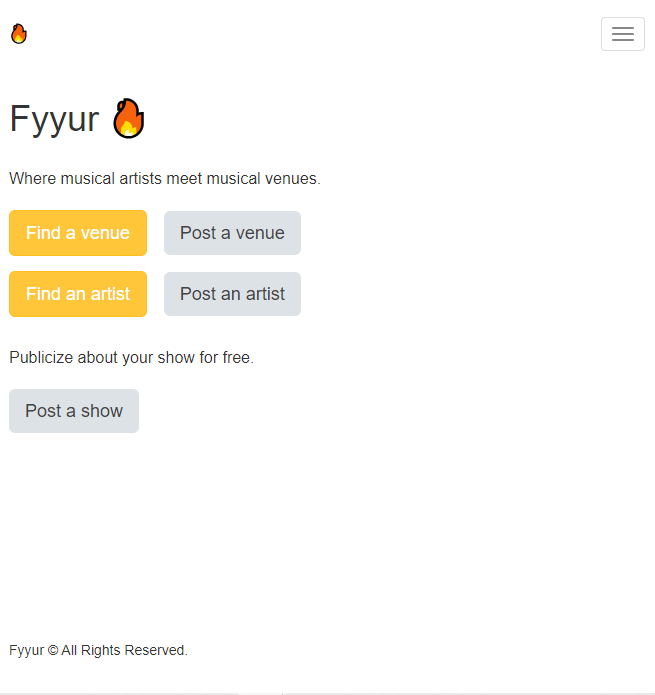 Fyyur
Where musical artists meet musical venues.
Find a venue Post a venue
Find an artist Post an artist
Publicize about your show for free.
Post a show
Fyyur © All Rights Reserved.